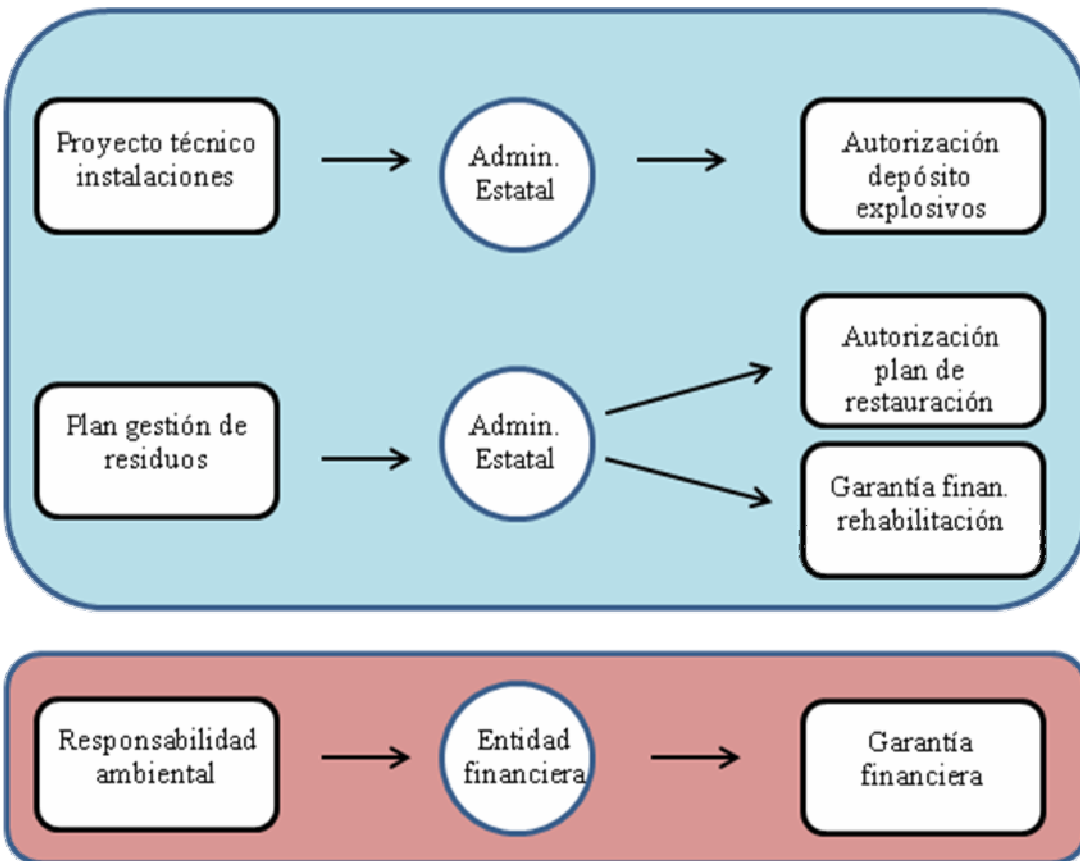 Proyecto técnico
instalaciones
Admin.
Estatal
Autorización
depósito
explosivos
Plan gestión de
residuos
Admin.
Estatal
Autorización
plan de
restauración
Garantía finan.
rehabilitación
Responsabilidad
ambiental
Entidad
financiera
Garantía
financiera